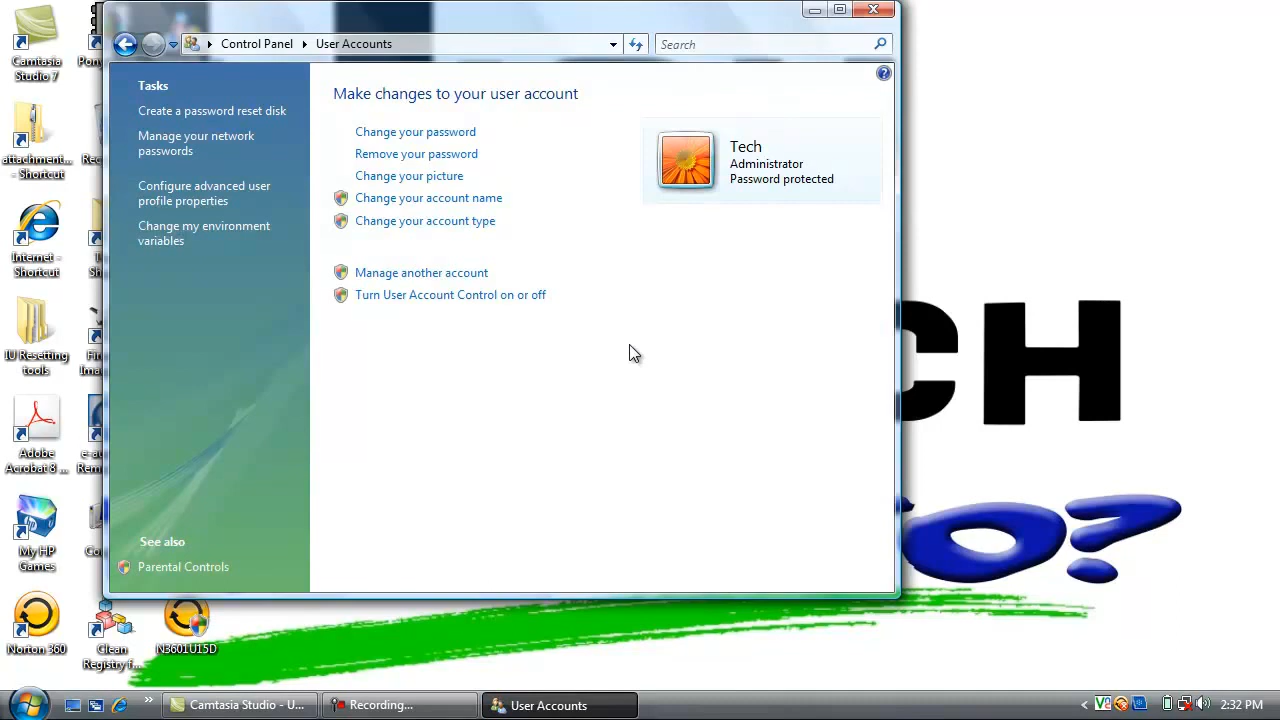 Camtasia
Studio 7
attachment...
- Shortcut
Internet -
Shortcut
IU Resetting
tools
Adobe
Acrobat 8 ...
My HP
Games
Norton 360
Clean
Registry f...
N3601U15D
Control Panel
User Accounts
Search
Tasks
Create a password reset disk
Manage your network
passwords
Configure advanced user
profile properties
Change my environment
variables
See also
Parental Controls
Make changes to your user account
Change your password
Remove your password
Change your picture
Change your account name
Change your account type
Manage another account
Turn User Account Control on or off
Tech
Administrator
Password protected
CH
o?
Camtasia Studio - U...
Recording...
User Accounts
2:32 PM